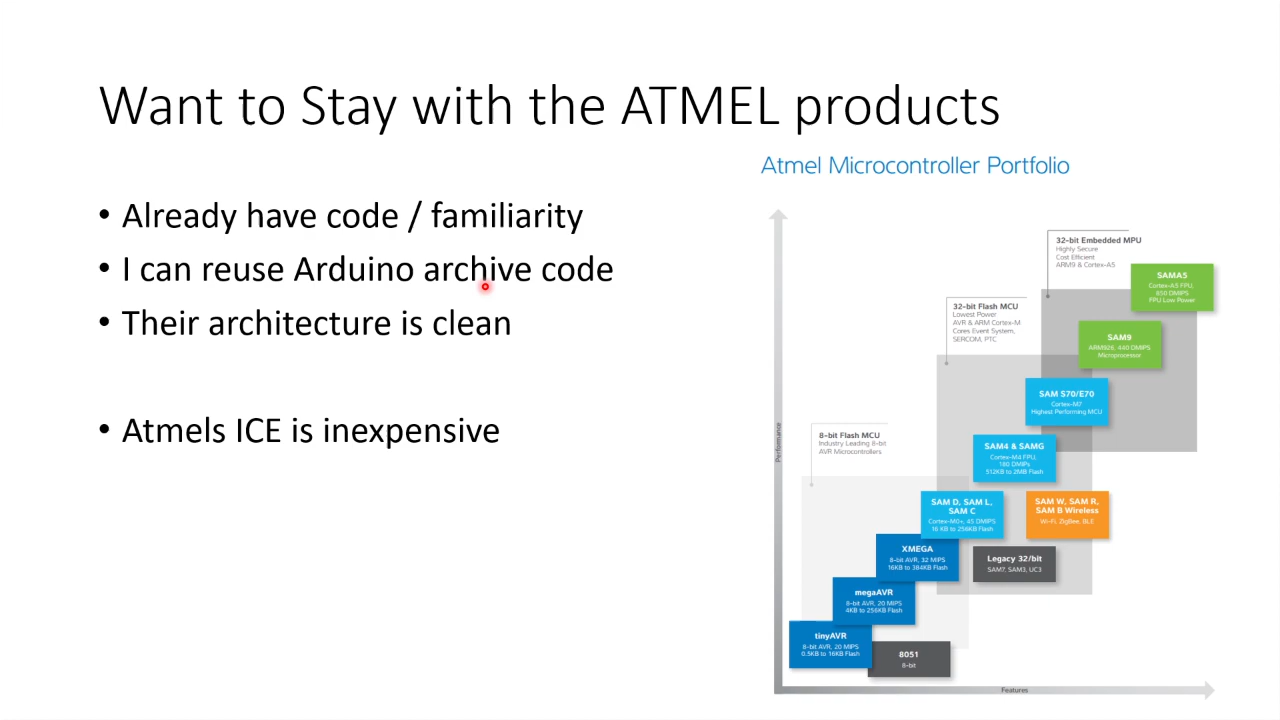 Want to Stay with the ATMEL products
• Already have code / familiarity
• I can reuse Arduino archive code
• Their architecture is clean
• Atmels ICE is inexpensive
Atmel Microcontroller Portfolio
32-bit Embedded MPU
Highly Secure
Cost Efficient
ARM9 & Cortex-A5
SAMA5
Cortex-A5 FPU,
850 DMIPS
FPU Low Power
32-bit Flash MCU
Lowest Power
AVR & ARM Cortex-M
Cores Event System,
SERCOM, PTC
SAM9
ARM926, 440 DMIPS
Microprocessor
SAM S70/E70
Cortex-M7
Highest Performing MCU
8-bit Flash MCU
Industry Leading 8-bit
AVR Microcontrollers
SAM4 & SAMG
Cortex-M4 FPU,
180 DMIPs
512KB to 2MB Flash
SAM D, SAM L,
SAM C
Cortex-M0+, 45 DMIPS
16 KB to 256KB Flash
SAM W, SAM R,
SAM B Wireless
Wi-Fi, ZigBee, BLE
XMEGA
8-bit AVR, 32 MIPS
16KB to 384KB Flash
Legacy 32/bit
SAM7, SAM3, UC3
megaAVR
8-bit AVR, 20 MIPS
4KB to 256KB Flash
tinyAVR
8-bit AVR, 20 MIPS
0.5KB to 16KB Flash
8051
8-bit
Performance
Features